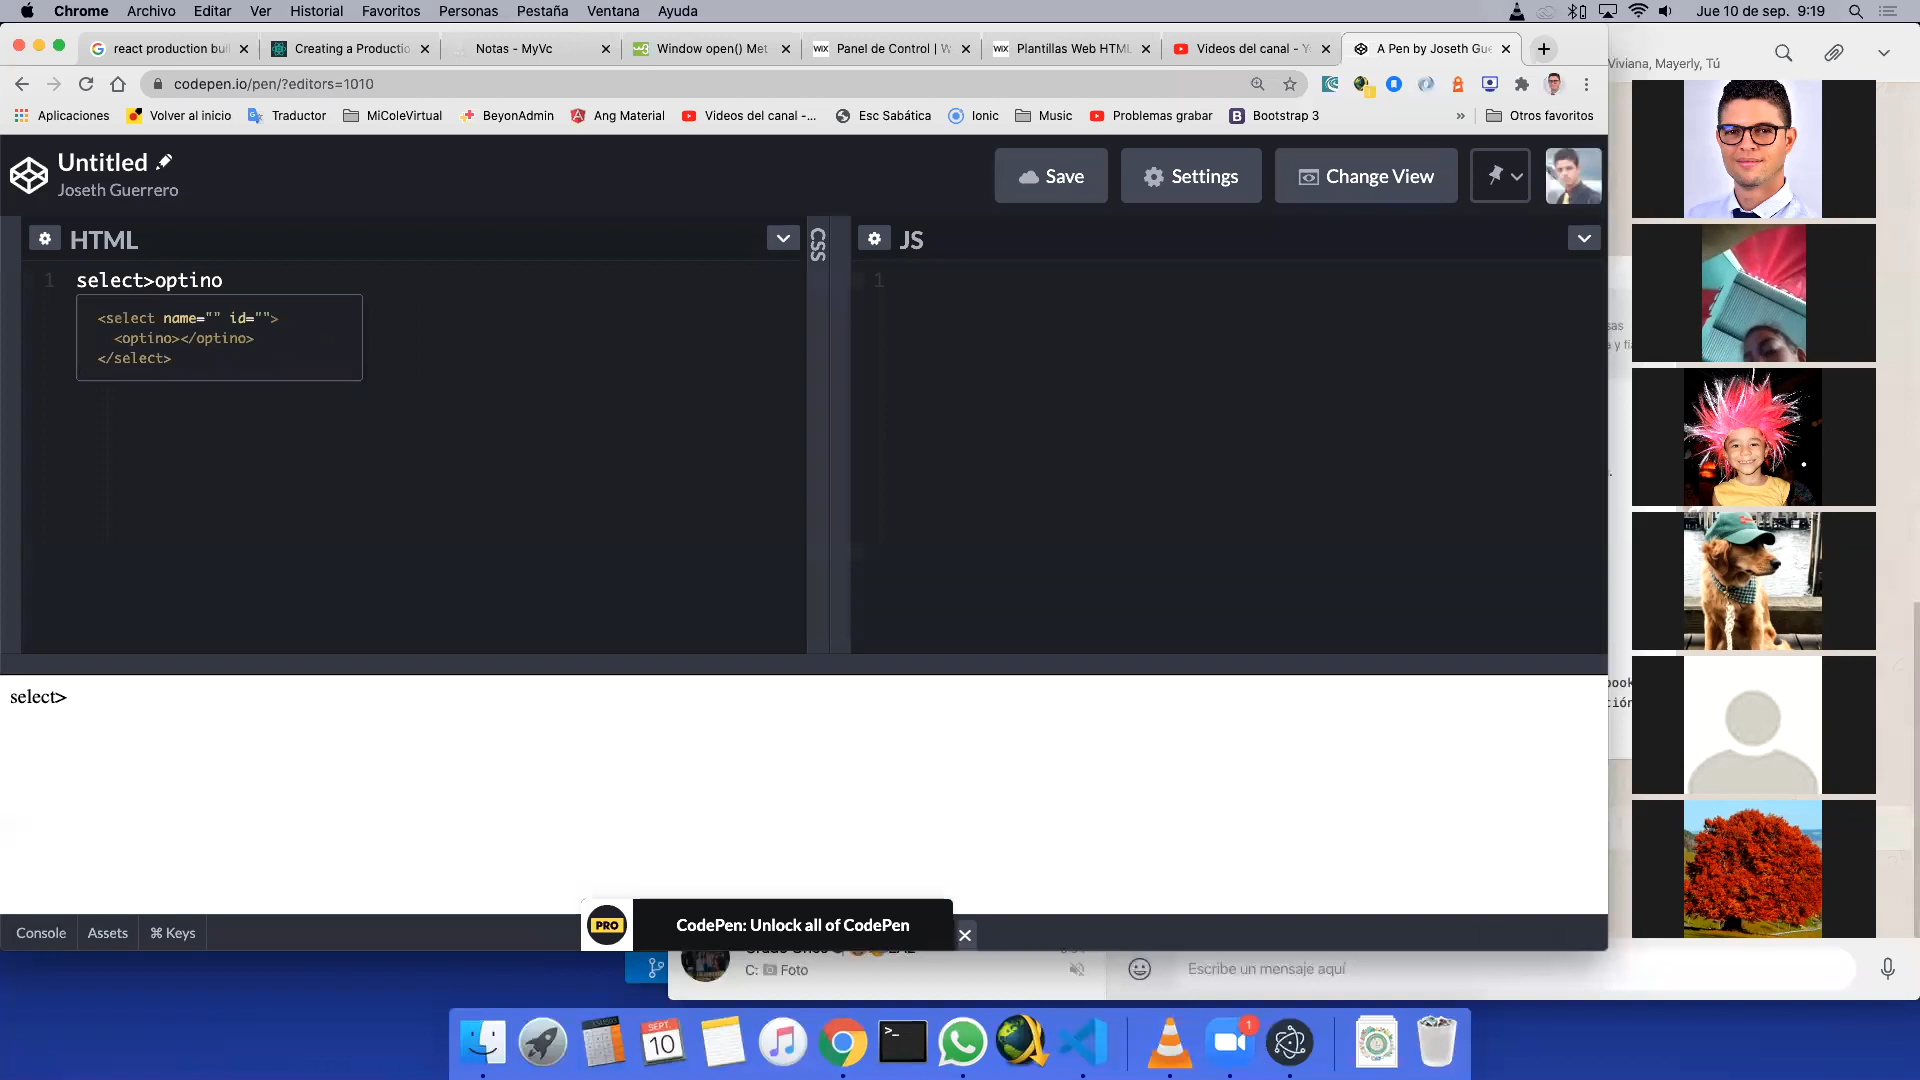 Chrome Archivo Editar Ver Historial Favoritos Personas Pestaña Ventana Ayuda Jue 10 de sep. 9:19
react production bui Creating a Productio Notas - MyVc Window open() Met Panel de Control | W Plantillas Web HTML Videos del canal - Y A Pen by Joseth Gue
Viviana, Mayerly, Tú
codepen.io/pen/?editors=1010
Aplicaciones Volver al inicio Traductor MiColeVirtual BeyonAdmin Ang Material Videos del canal -... Esc Sabática Ionic Music Problemas grabar Bootstrap 3 » Otros favoritos
Untitled
Joseth Guerrero
Save Settings Change View
HTML CSS JS
1 select>optino 1
<select name="" id="">
<optino></optino>
</select>
select>
Console Assets ⌘ Keys
PRO CodePen: Unlock all of CodePen
C: Foto
Escribe un mensaje aquí
SEPT.
10
1